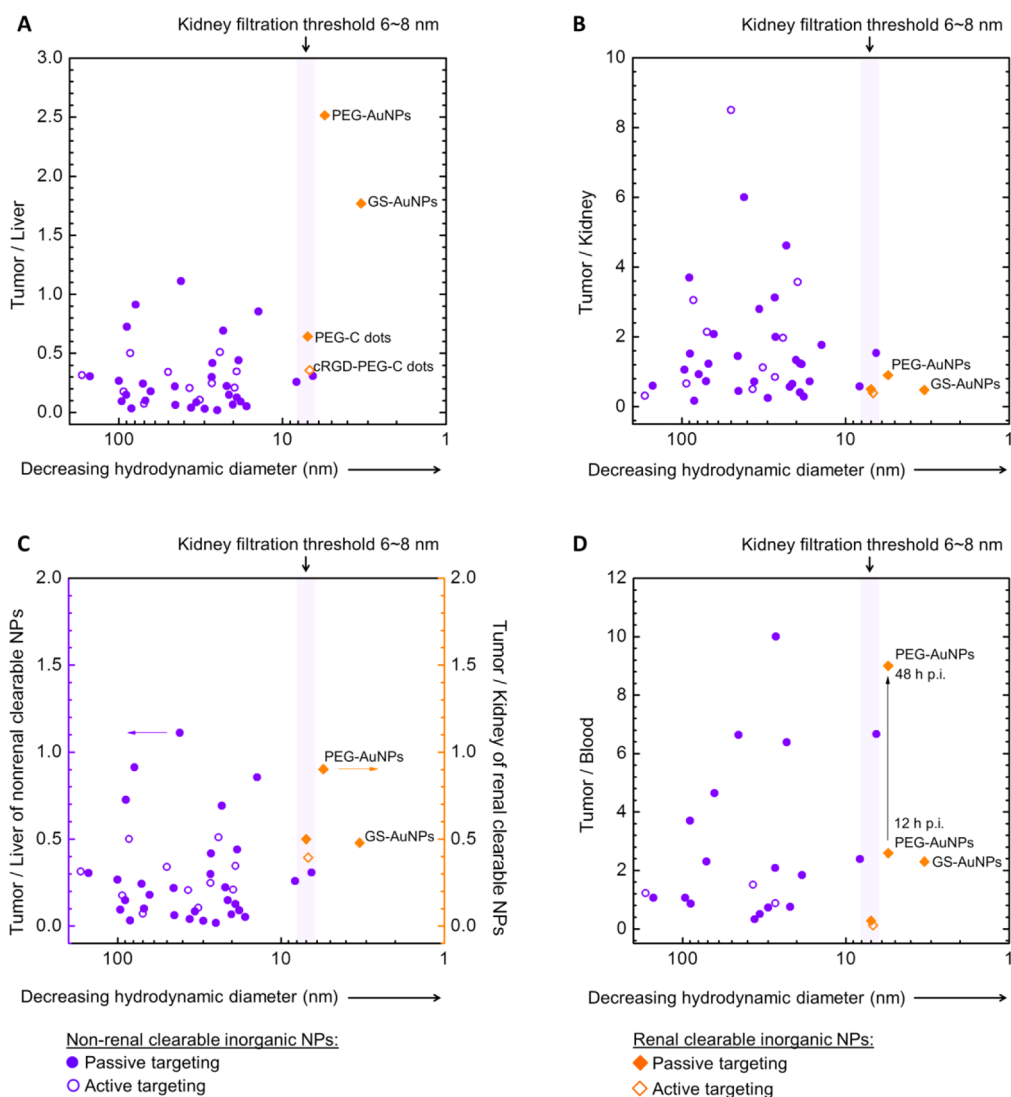 A
Kidney filtration threshold 6~8 nm
3.0
2.5
2.0
1.5
1.0
0.5
0.0
Tumor / Liver
PEG-AuNPs
GS-AuNPs
PEG-C dots
cRGD-PEG-C dots
100
10
1
Decreasing hydrodynamic diameter (nm)
B
Kidney filtration threshold 6~8 nm
10
8
6
4
2
0
Tumor / Kidney
PEG-AuNPs
GS-AuNPs
100
10
1
Decreasing hydrodynamic diameter (nm)
C
Kidney filtration threshold 6~8 nm
2.0
1.5
1.0
0.5
0.0
Tumor / Liver of nonrenal clearable NPs
PEG-AuNPs
GS-AuNPs
2.0
1.5
1.0
0.5
0.0
Tumor / Kidney of renal clearable NPs
100
10
1
Decreasing hydrodynamic diameter (nm)
D
Kidney filtration threshold 6~8 nm
12
10
8
6
4
2
0
Tumor / Blood
PEG-AuNPs
48 h p.i.
12 h p.i.
PEG-AuNPs
GS-AuNPs
100
10
1
Decreasing hydrodynamic diameter (nm)
Non-renal clearable inorganic NPs:
Passive targeting
Active targeting
Renal clearable inorganic NPs:
Passive targeting
Active targeting